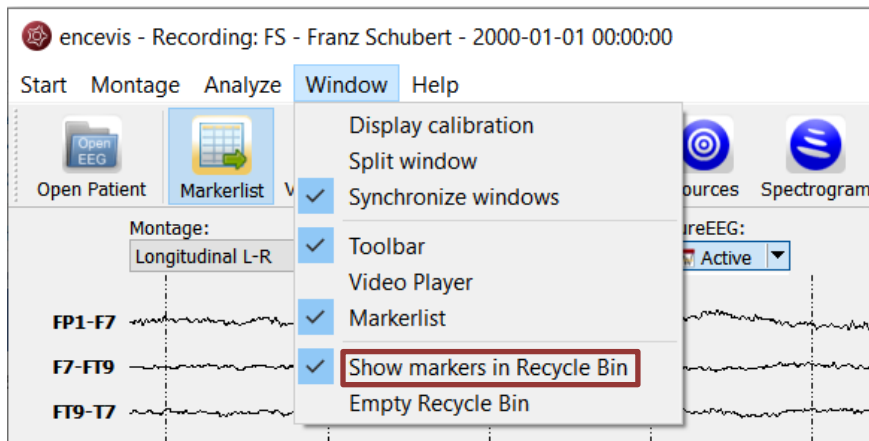 encevis - Recording: FS - Franz Schubert - 2000-01-01 00:00:00
Start Montage Analyze Window Help
Display calibration
Split window
Synchronize windows
Toolbar
Video Player
Markerlist
Show markers in Recycle Bin
Empty Recycle Bin
Open EEG
Open Patient Markerlist Spectrogram
Montage:
Longitudinal L-R Active
FP1-F7
F7-FT9
FT9-T7